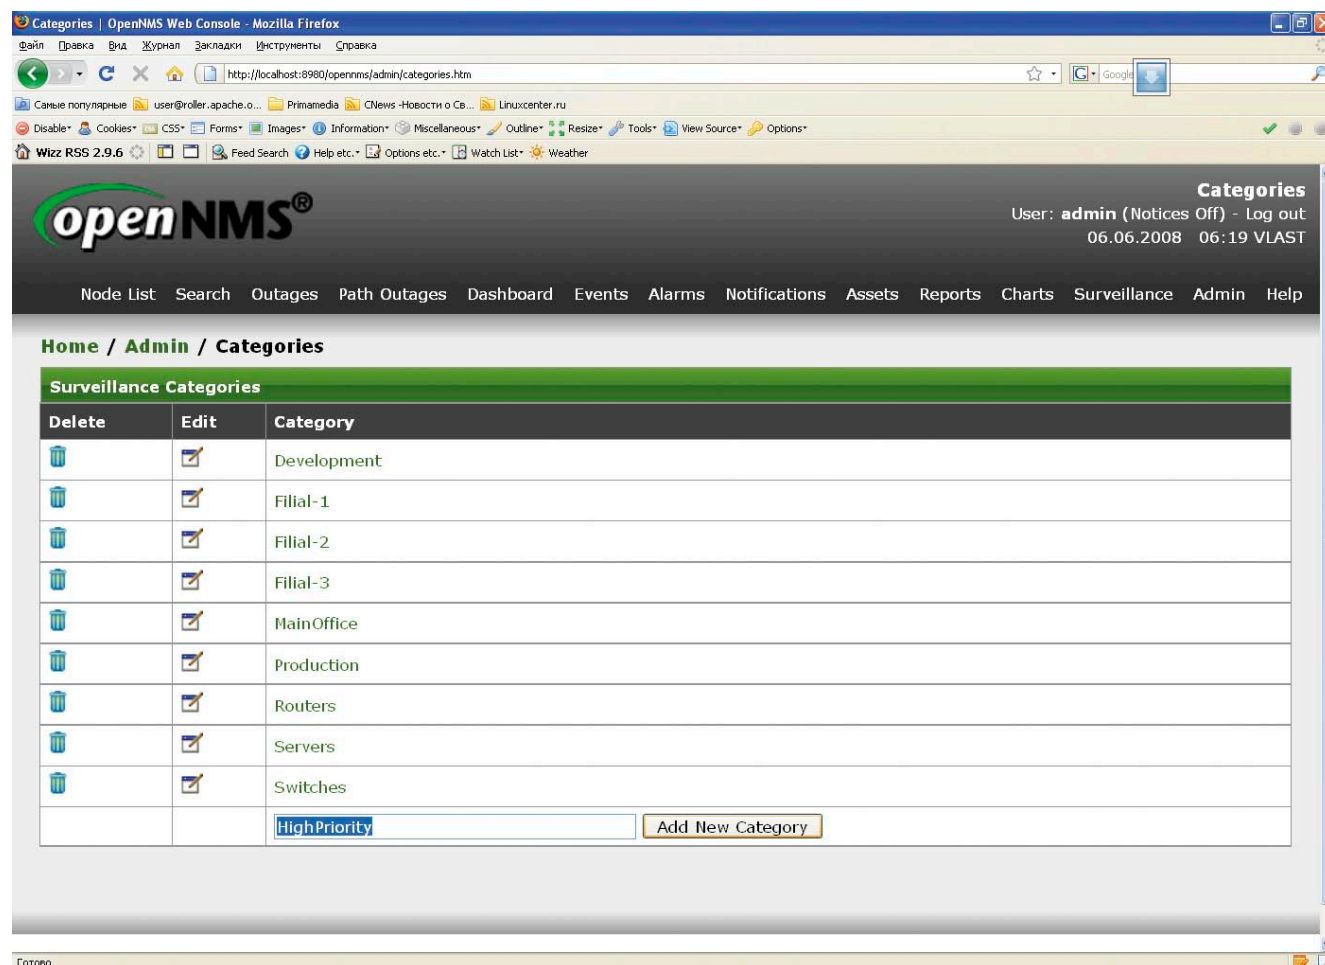 Categories | OpenNMS Web Console - Mozilla Firefox
Файл Правка Вид Журнал Закладки Инструменты Справка
http://localhost:8980/opennms/admin/categories.htm G Google
Самые популярные user@roller.apache.o... Primamedia CNews -Новости о Св... Linuxcenter.ru
Disable Cookies CSS Forms Images Information Miscellaneous Outline Resize Tools View Source Options
Wizz RSS 2.9.6 Feed Search Help etc. Options etc. Watch List Weather
openNMS®
Categories
User: admin (Notices Off) - Log out
06.06.2008 06:19 VLAST
Node List Search Outages Path Outages Dashboard Events Alarms Notifications Assets Reports Charts Surveillance Admin Help
Home / Admin / Categories
Surveillance Categories
Delete Edit Category
Development
Filial-1
Filial-2
Filial-3
MainOffice
Production
Routers
Servers
Switches
HighPriority Add New Category
Готово